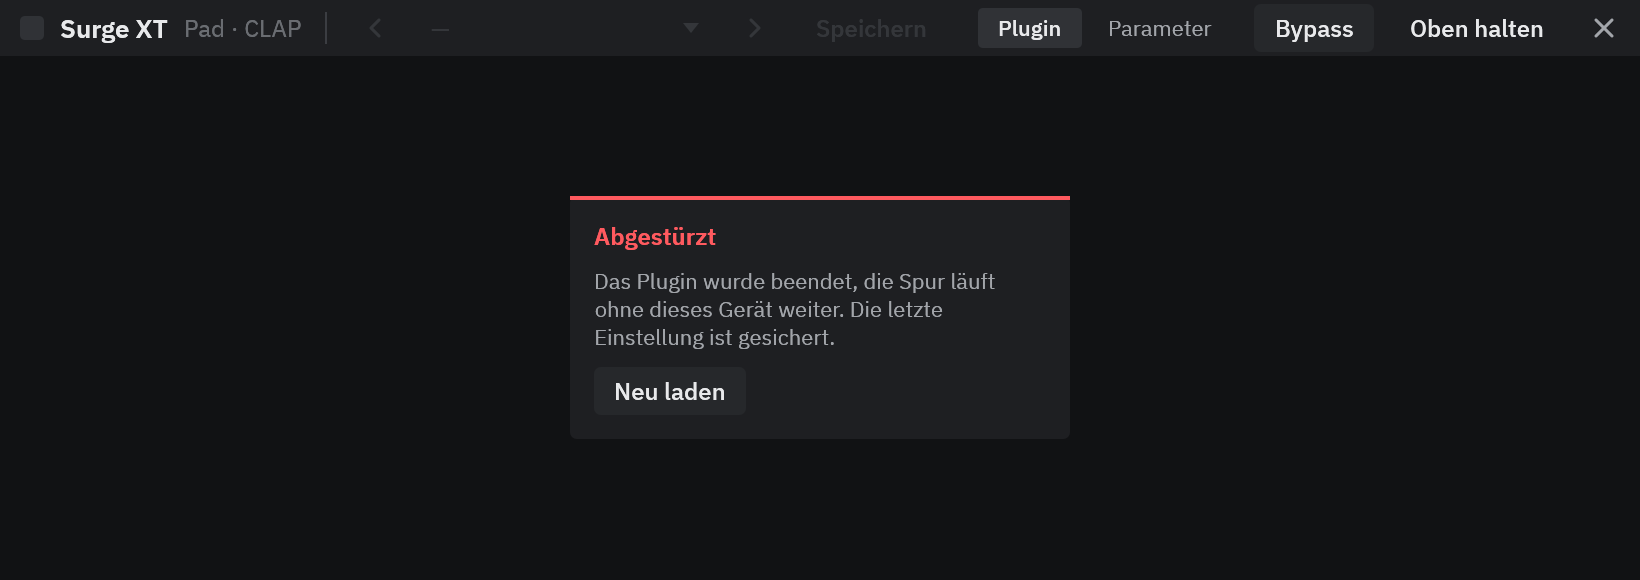 Surge XT Pad · CLAP — Speichern Plugin Parameter Bypass Oben halten
Abgestürzt
Das Plugin wurde beendet, die Spur läuft
ohne dieses Gerät weiter. Die letzte
Einstellung ist gesichert.
Neu laden